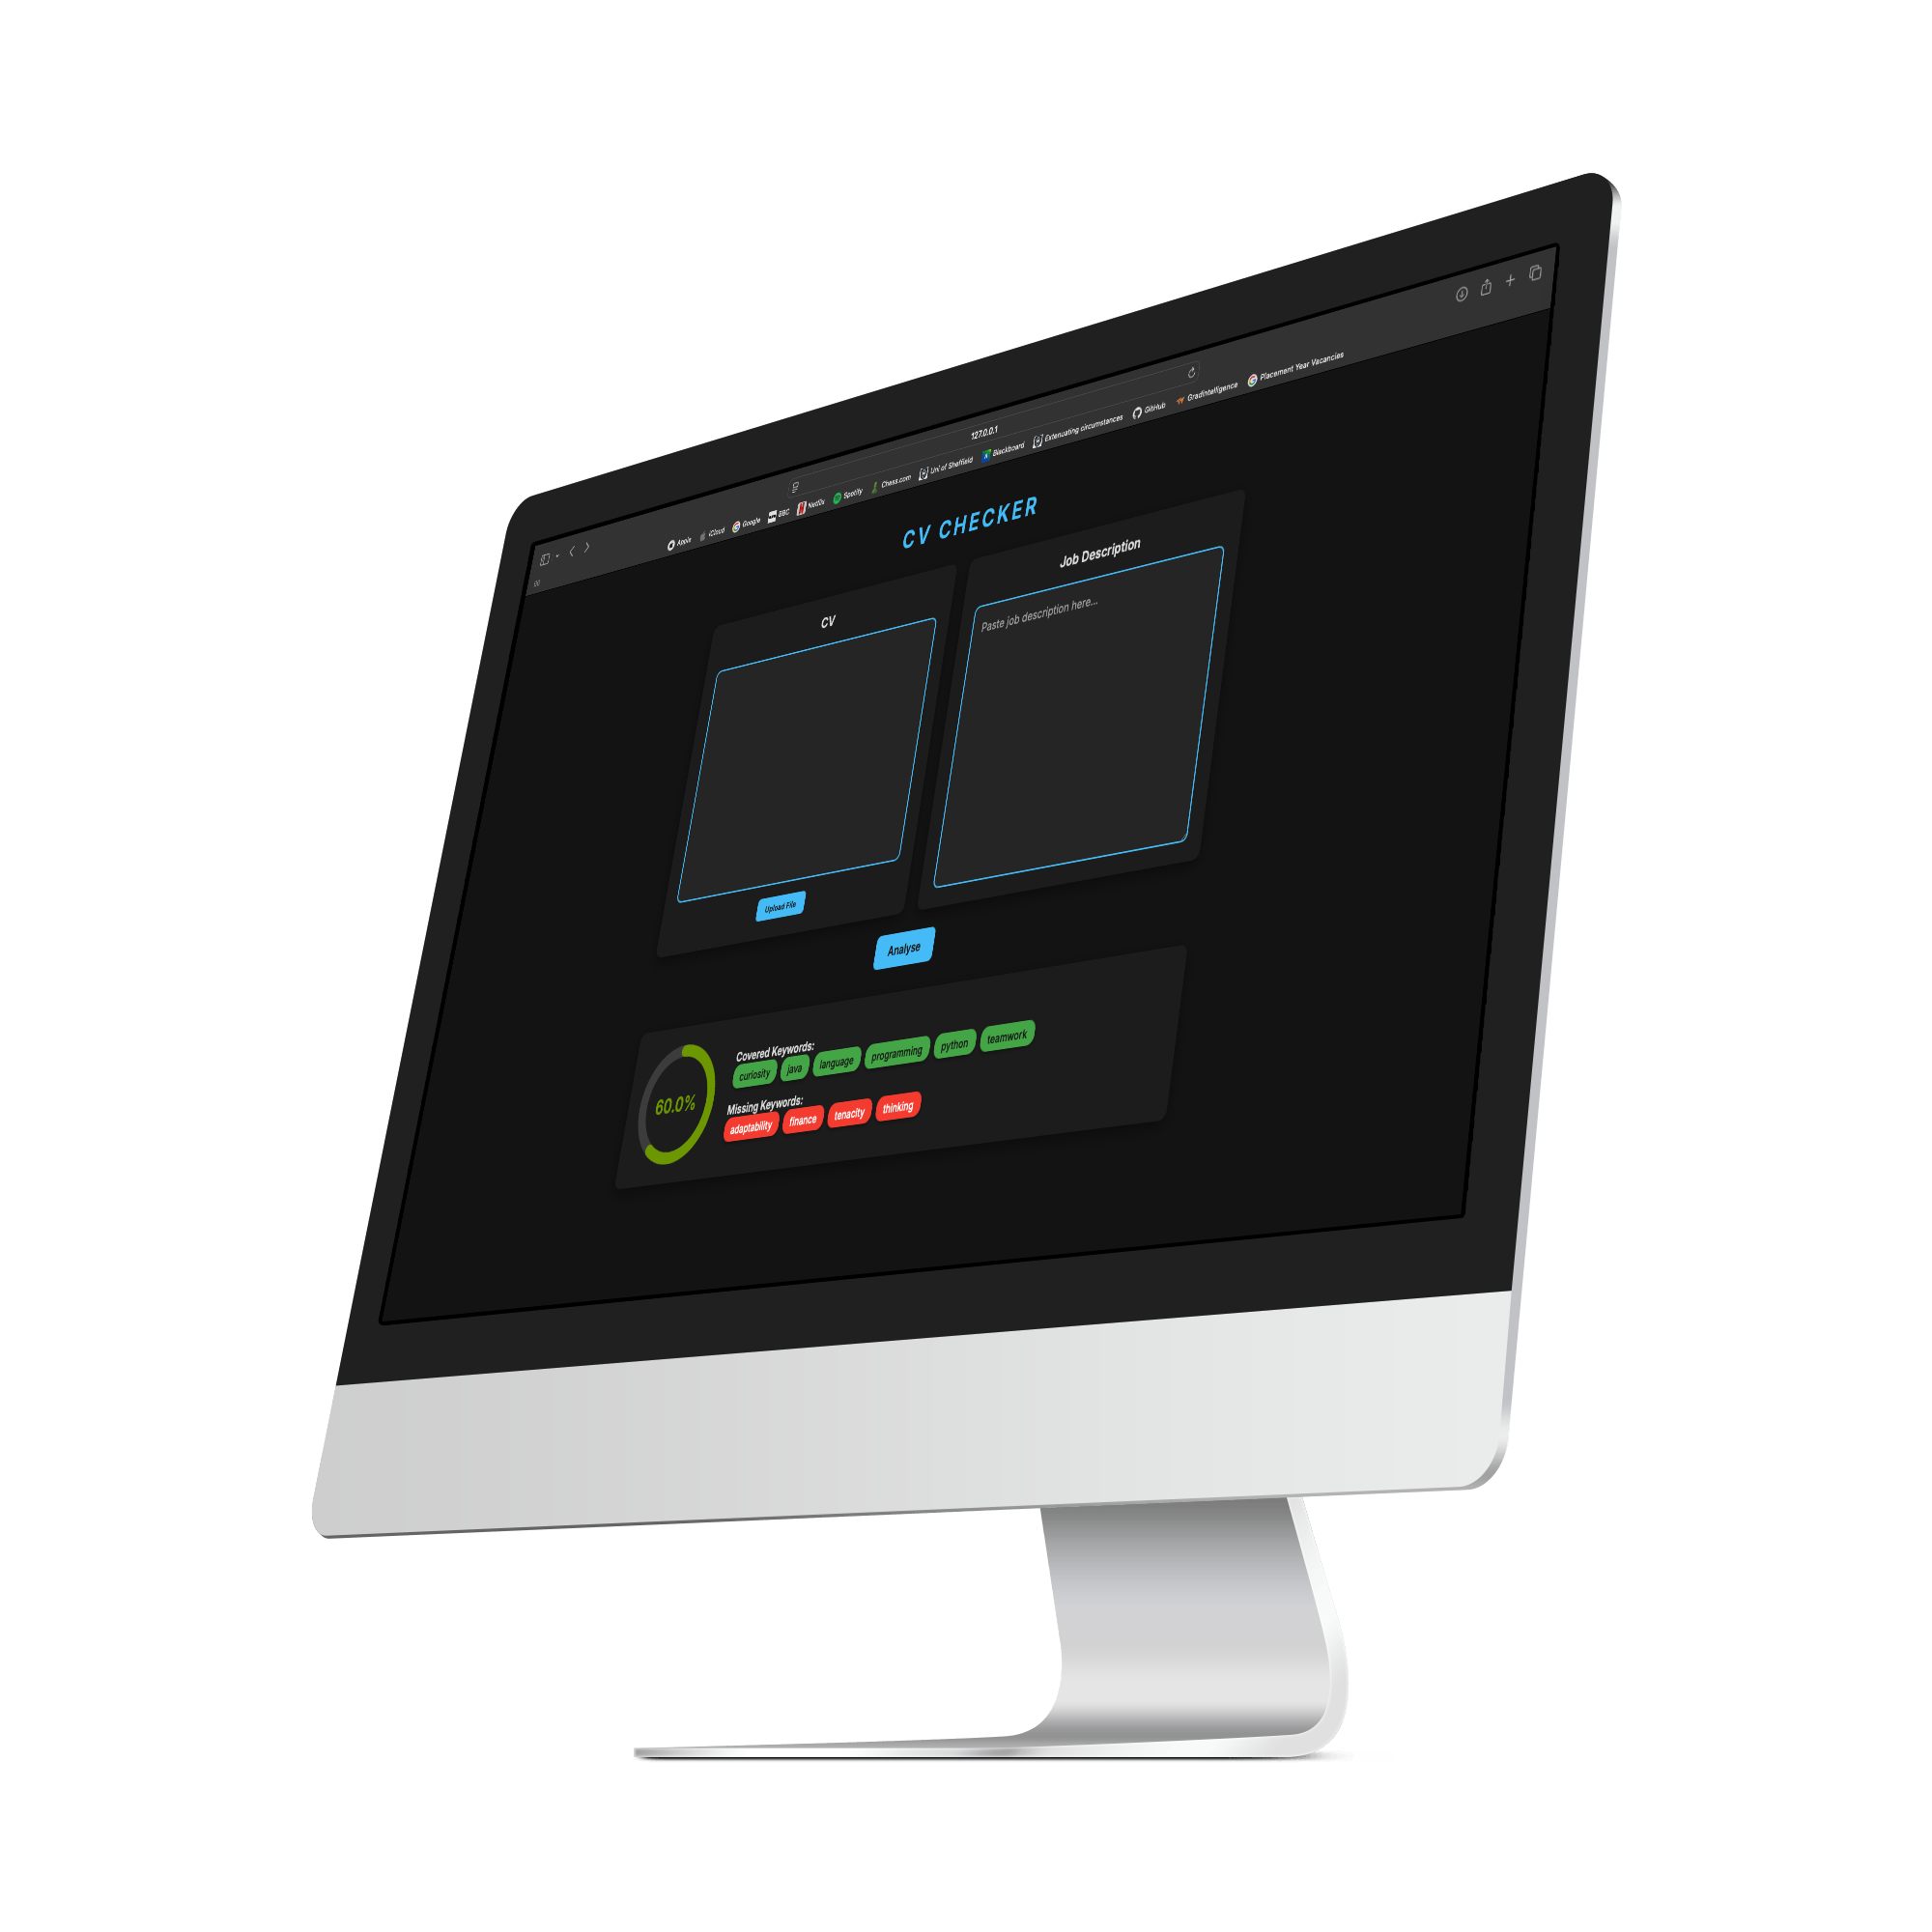 127.0.0.1
Apple iCloud Google BBC Netflix Spotify Chess.com Uni of Sheffield Blackboard Extenuating circumstances GitHub Gradintelligence Placement Year Vacancies
CV CHECKER
CV
Job Description
Paste job description here...
Upload File
Analyse
60.0%
Covered Keywords:
curiosity java language programming python teamwork
Missing Keywords:
adaptability finance tenacity thinking